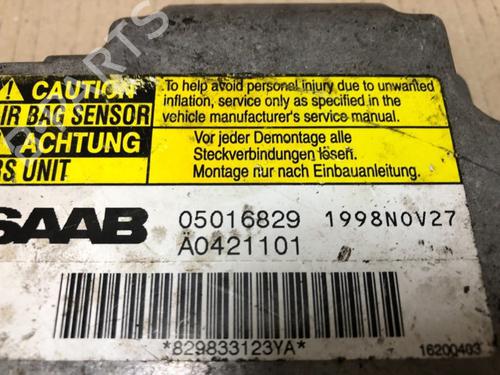 CAUTION
AIR BAG SENSOR
ACHTUNG
RS UNIT
To help avoid personal injury due to unwanted
inflation, service only as specified in the
vehicle manufacturer's service manual.
Vor jeder Demontage alle
Steckverbindungen lösen.
Montage nur nach Einbauanleitung.
SAAB
05016829 1998NOV27
A0421101
*829833123YA*
16200403